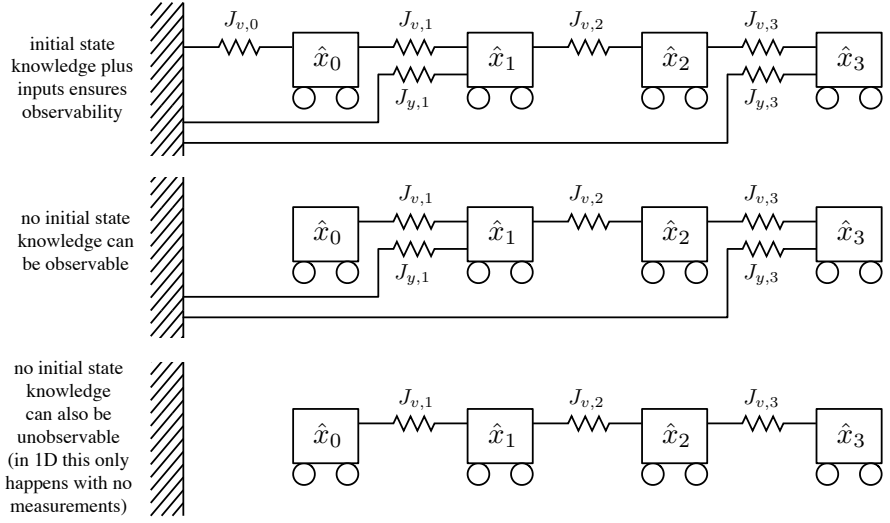 J_{v,0} J_{v,1} J_{v,2} J_{v,3}
initial state
knowledge plus
inputs ensures
observability
x̂_0 x̂_1 x̂_2 x̂_3
J_{y,1} J_{y,3}
J_{v,1} J_{v,2} J_{v,3}
no initial state
knowledge can
be observable
x̂_0 x̂_1 x̂_2 x̂_3
J_{y,1} J_{y,3}
no initial state
knowledge
can also be
unobservable
(in 1D this only
happens with no
measurements)
J_{v,1} J_{v,2} J_{v,3}
x̂_0 x̂_1 x̂_2 x̂_3